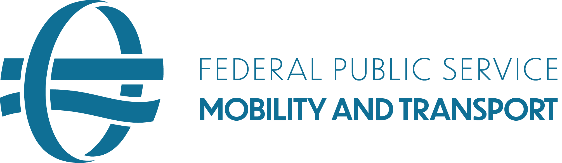 FEDERAL PUBLIC SERVICE
MOBILITY AND TRANSPORT